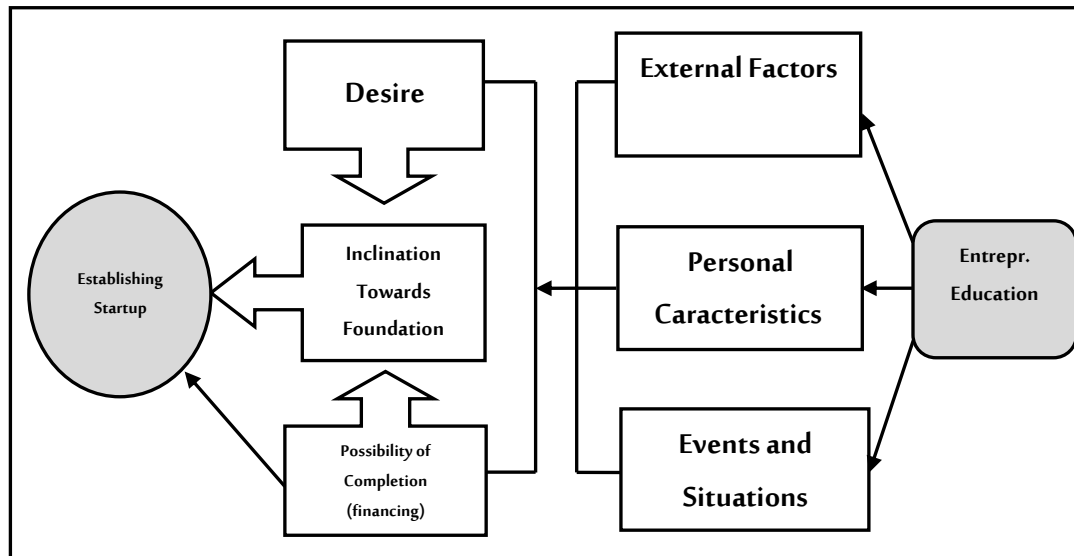 Desire
External Factors
Establishing
Startup
Inclination
Towards
Foundation
Personal
Caracteristics
Entrepr.
Education
Possibility of
Completion
(financing)
Events and
Situations